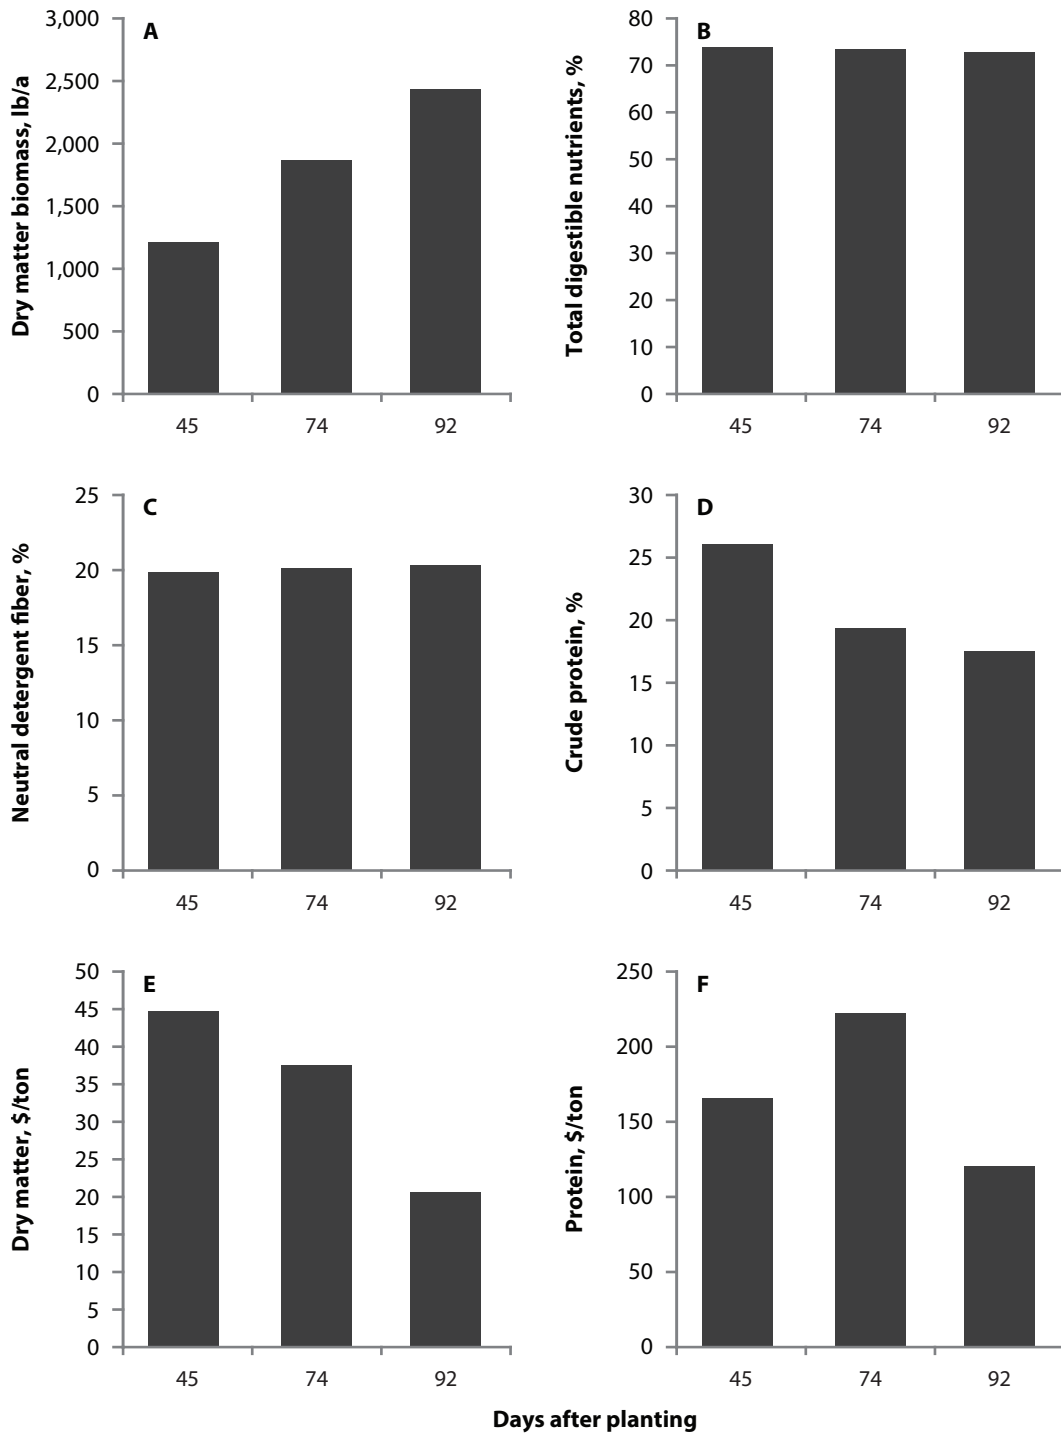 A
Dry matter biomass, lb/a
3,000
2,500
2,000
1,500
1,000
500
0
45 74 92
B
Total digestible nutrients, %
80
70
60
50
40
30
20
10
0
45 74 92
C
Neutral detergent fiber, %
25
20
15
10
5
0
45 74 92
D
Crude protein, %
30
25
20
15
10
5
0
45 74 92
E
Dry matter, $/ton
50
45
40
35
30
25
20
15
10
5
0
45 74 92
F
Protein, $/ton
250
200
150
100
50
0
45 74 92
Days after planting